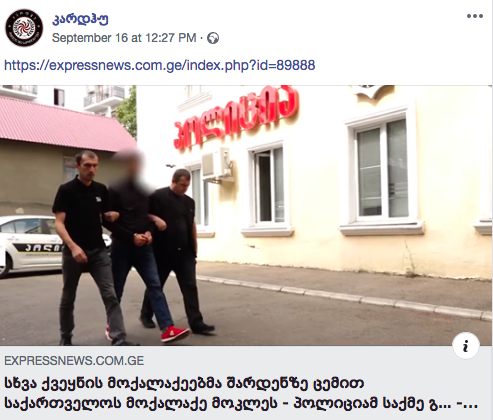 კარდჰუ
September 16 at 12:27 PM ·
https://expressnews.com.ge/index.php?id=89888
პოლიცია
EXPRESSNEWS.COM.GE
სხვა ქვეყნის მოქალაქეებმა შარდენზე ცემით
საქართველოს მოქალაქე მოკლეს - პოლიციამ საქმე გ... -...